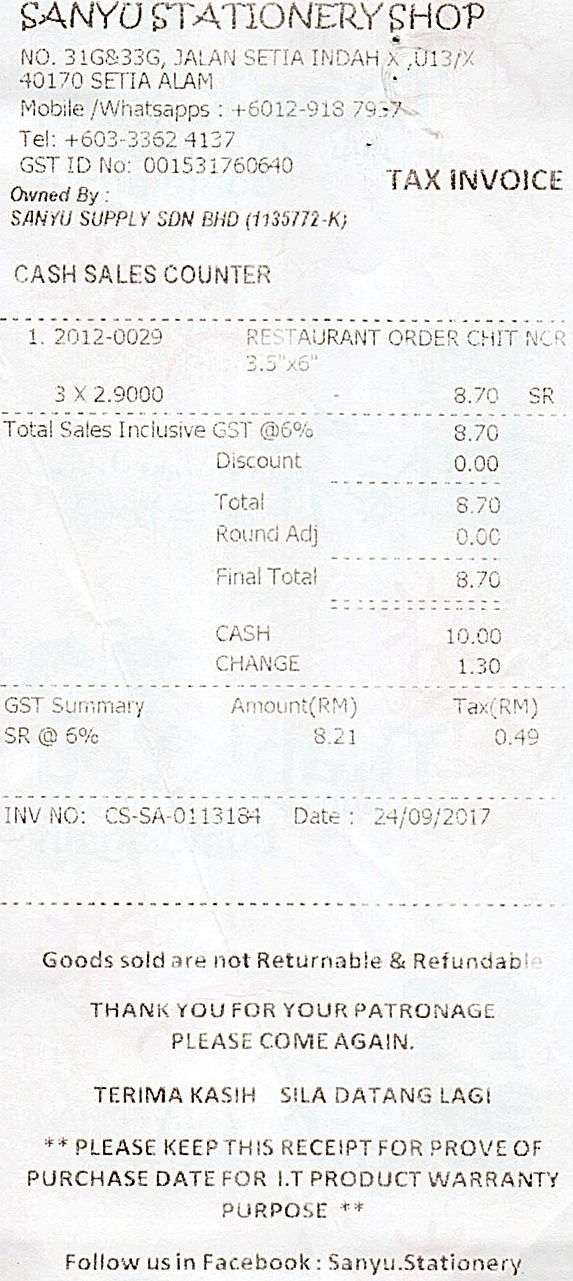 SANYU STATIONERY SHOP
NO. 31G&33G, JALAN SETIA INDAH X ,U13/X
40170 SETIA ALAM
Mobile /Whatsapps : +6012-918 7937
Tel: +603-3362 4137
GST ID No: 001531760640
TAX INVOICE
Owned By :
SANYU SUPPLY SDN BHD (1135772-K)
CASH SALES COUNTER
1. 2012-0029 RESTAURANT ORDER CHIT NCR
3.5"x6"
3 X 2.9000 - 8.70 SR
Total Sales Inclusive GST @6% 8.70
Discount 0.00
Total 8.70
Round Adj 0.00
Final Total 8.70
CASH 10.00
CHANGE 1.30
GST Summary Amount(RM) Tax(RM)
SR @ 6% 8.21 0.49
INV NO: CS-SA-0113184 Date : 24/09/2017
Goods sold are not Returnable & Refundable
THANK YOU FOR YOUR PATRONAGE
PLEASE COME AGAIN.
TERIMA KASIH SILA DATANG LAGI
** PLEASE KEEP THIS RECEIPT FOR PROVE OF
PURCHASE DATE FOR I.T PRODUCT WARRANTY
PURPOSE **
Follow us in Facebook : Sanyu.Stationery